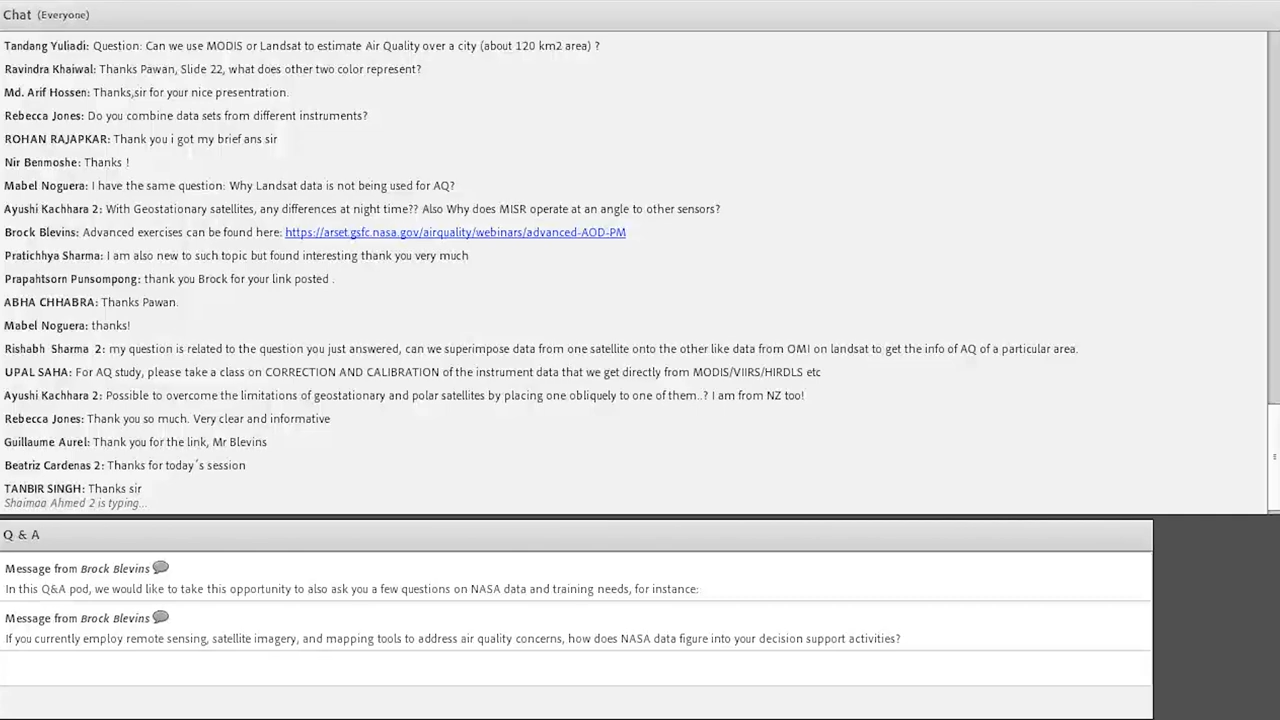 Chat (Everyone)
Tandang Yuliadi: Question: Can we use MODIS or Landsat to estimate Air Quality over a city (about 120 km2 area) ?
Ravindra Khaiwal: Thanks Pawan, Slide 22, what does other two color represent?
Md. Arif Hossen: Thanks,sir for your nice presentation.
Rebecca Jones: Do you combine data sets from different instruments?
ROHAN RAJAPKAR: Thank you i got my brief ans sir
Nir Benmoshe: Thanks !
Mabel Noguera: I have the same question: Why Landsat data is not being used for AQ?
Ayushi Kachhara 2: With Geostationary satellites, any differences at night time?? Also Why does MISR operate at an angle to other sensors?
Brock Blevins: Advanced exercises can be found here: https://arset.gsfc.nasa.gov/airquality/webinars/advanced-AOD-PM
Pratichhya Sharma: I am also new to such topic but found interesting thank you very much
Prapahtsorn Punsompong: thank you Brock for your link posted .
ABHA CHHABRA: Thanks Pawan.
Mabel Noguera: thanks!
Rishabh Sharma 2: my question is related to the question you just answered, can we superimpose data from one satellite onto the other like data from OMI on landsat to get the info of AQ of a particular area.
UPAL SAHA: For AQ study, please take a class on CORRECTION AND CALIBRATION of the instrument data that we get directly from MODIS/VIIRS/HIRDLS etc
Ayushi Kachhara 2: Possible to overcome the limitations of geostationary and polar satellites by placing one obliquely to one of them..? I am from NZ too!
Rebecca Jones: Thank you so much. Very clear and informative
Guillaume Aurel: Thank you for the link, Mr Blevins
Beatriz Cardenas 2: Thanks for today´s session
TANBIR SINGH: Thanks sir
Shaimaa Ahmed 2 is typing...
Q & A
Message from Brock Blevins
In this Q&A pod, we would like to take this opportunity to also ask you a few questions on NASA data and training needs, for instance:
Message from Brock Blevins
If you currently employ remote sensing, satellite imagery, and mapping tools to address air quality concerns, how does NASA data figure into your decision support activities?